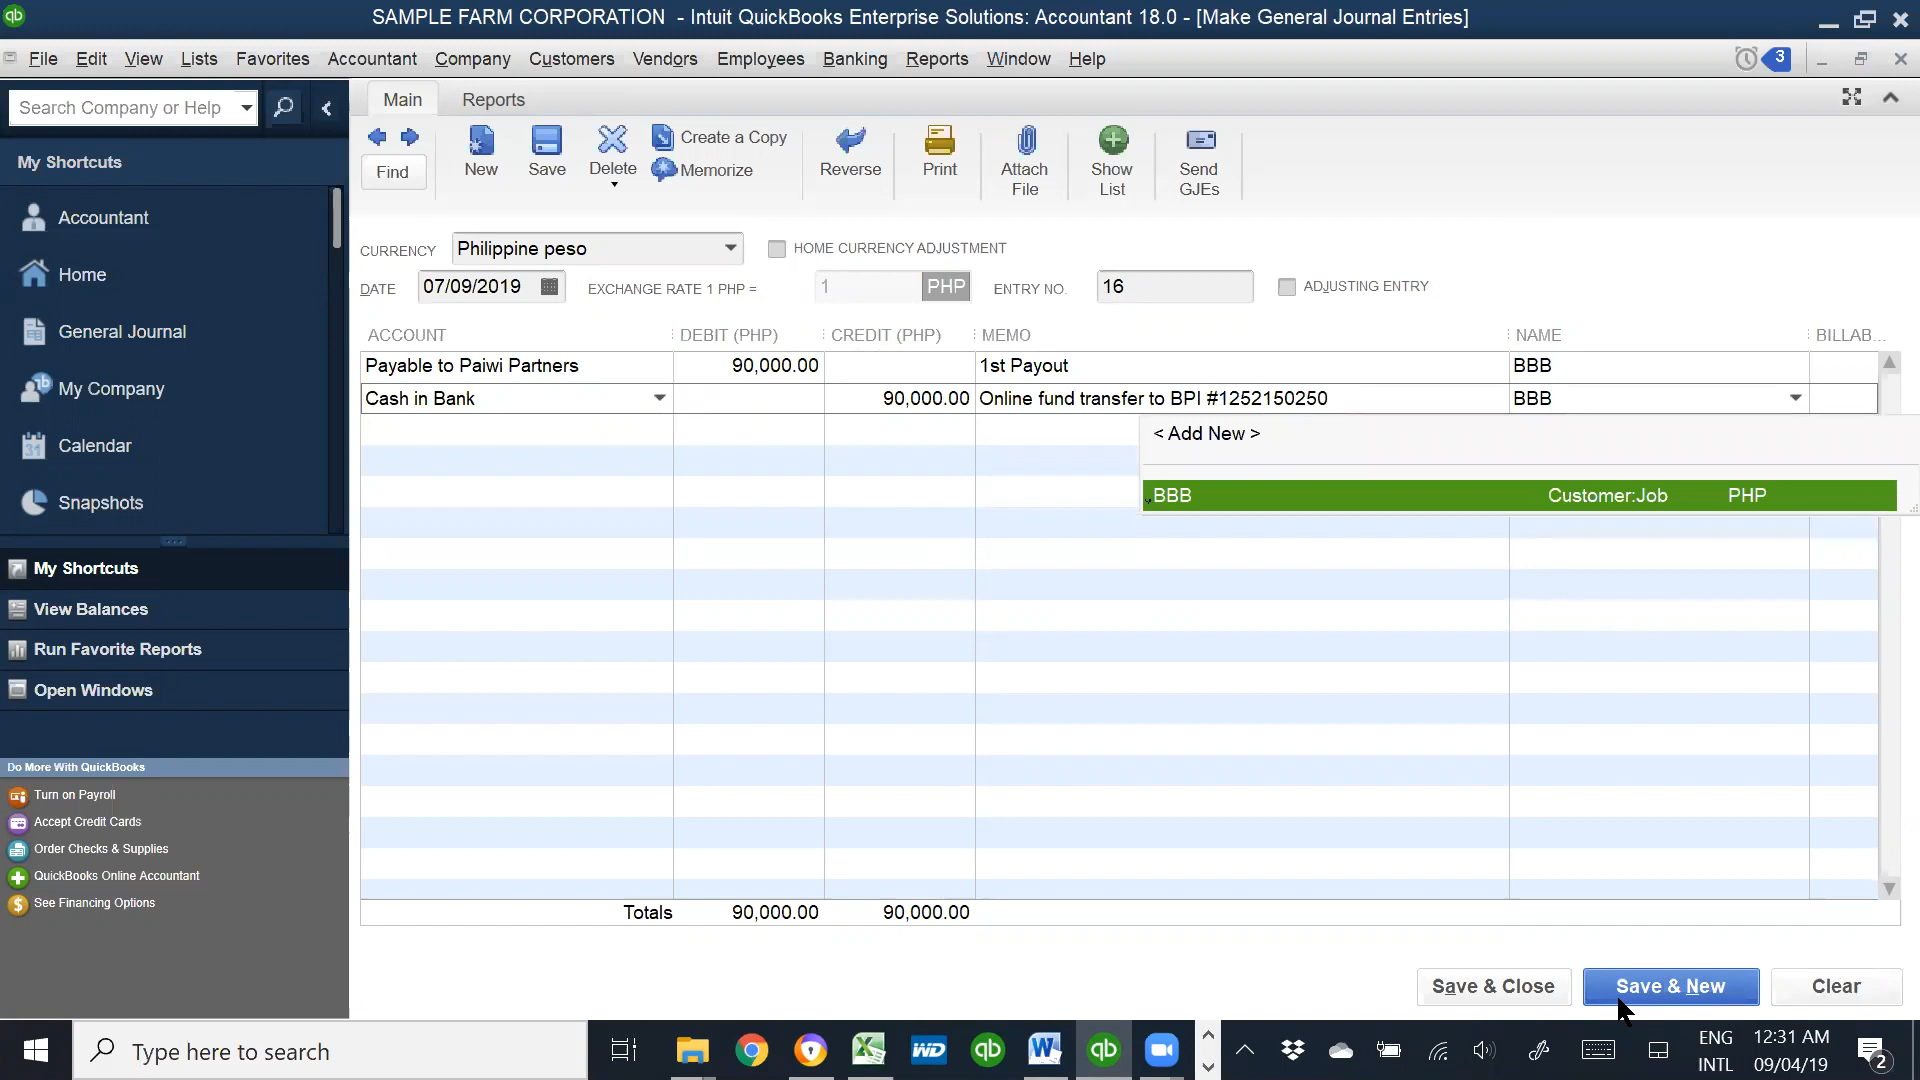 qb SAMPLE FARM CORPORATION - Intuit QuickBooks Enterprise Solutions: Accountant 18.0 - [Make General Journal Entries]
File Edit View Lists Favorites Accountant Company Customers Vendors Employees Banking Reports Window Help 3
Search Company or Help
Main Reports
My Shortcuts
Find New Save Delete Create a Copy Memorize Reverse Print Attach File Show List Send GJEs
Accountant
Home
General Journal
My Company
Calendar
Snapshots
My Shortcuts
View Balances
Run Favorite Reports
Open Windows
Do More With QuickBooks
Turn on Payroll
Accept Credit Cards
Order Checks & Supplies
QuickBooks Online Accountant
See Financing Options
CURRENCY Philippine peso HOME CURRENCY ADJUSTMENT
DATE 07/09/2019 EXCHANGE RATE 1 PHP = 1 PHP ENTRY NO. 16 ADJUSTING ENTRY
ACCOUNT DEBIT (PHP) CREDIT (PHP) MEMO NAME BILLAB...
Payable to Paiwi Partners 90,000.00 1st Payout BBB
Cash in Bank 90,000.00 Online fund transfer to BPI #1252150250 BBB
< Add New >
BBB Customer:Job PHP
Totals 90,000.00 90,000.00
Save & Close Save & New Clear
Type here to search
ENG 12:31 AM
INTL 09/04/19 2